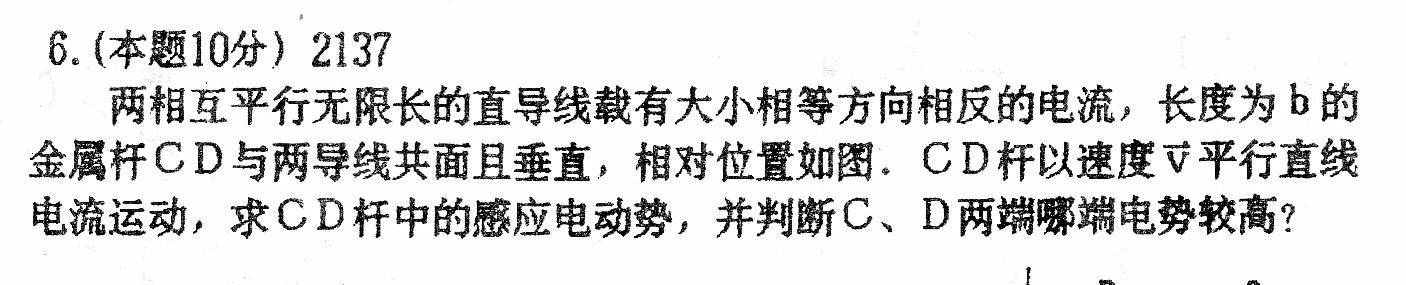 6.(本题10分) 2137
两相互平行无限长的直导线载有大小相等方向相反的电流，长度为b的
金属杆CD与两导线共面且垂直，相对位置如图．CD杆以速度v⃗平行直线
电流运动，求CD杆中的感应电动势，并判断C、D两端哪端电势较高?